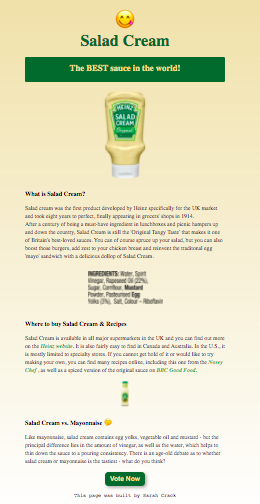 Salad Cream
The BEST sauce in the world!
HEINZ
SALAD
CREAM
Original
What is Salad Cream?
Salad cream was the first product developed by Heinz specifically for the UK market
and took eight years to perfect, finally appearing in grocers' shops in 1914.
After a century of being a must-have ingredient in lunchboxes and picnic hampers up
and down the country, Salad Cream is still the 'Original Tangy Taste' that makes it one
of Britain's best-loved sauces. You can of course spruce up your salad, but you can also
boost those burgers, add zest to your chicken breast and reinvent the traditional egg
'mayo' sandwich with a delicious dollop of Salad Cream.
INGREDIENTS: Water, Spirit
Vinegar, Rapeseed Oil (22%),
Sugar, Cornflour, Mustard
Powder, Pasteurised Egg
Yolks (3%), Salt, Colour - Riboflavin
Where to buy Salad Cream & Recipes
Salad Cream is available in all major supermarkets in the UK and you can find out more
on the Heinz website. It is also fairly easy to find in Canada and Australia. In the U.S., it
is mostly limited to specialty stores. If you cannot get hold of it or would like to try
making your own, you can find many recipes online, including this one from the Nosey
Chef, as well as a spiced version of the original sauce on BBC Good Food.
Salad Cream vs. Mayonnaise
Like mayonnaise, salad cream contains egg yolks, vegetable oil and mustard - but the
principal difference lies in the amount of vinegar, as well as the water, which helps to
thin down the sauce to a pouring consistency. There is an age-old debate as to whether
salad cream or mayonnaise is the tastiest - what do you think?
Vote Now
This page was built by Sarah Crack